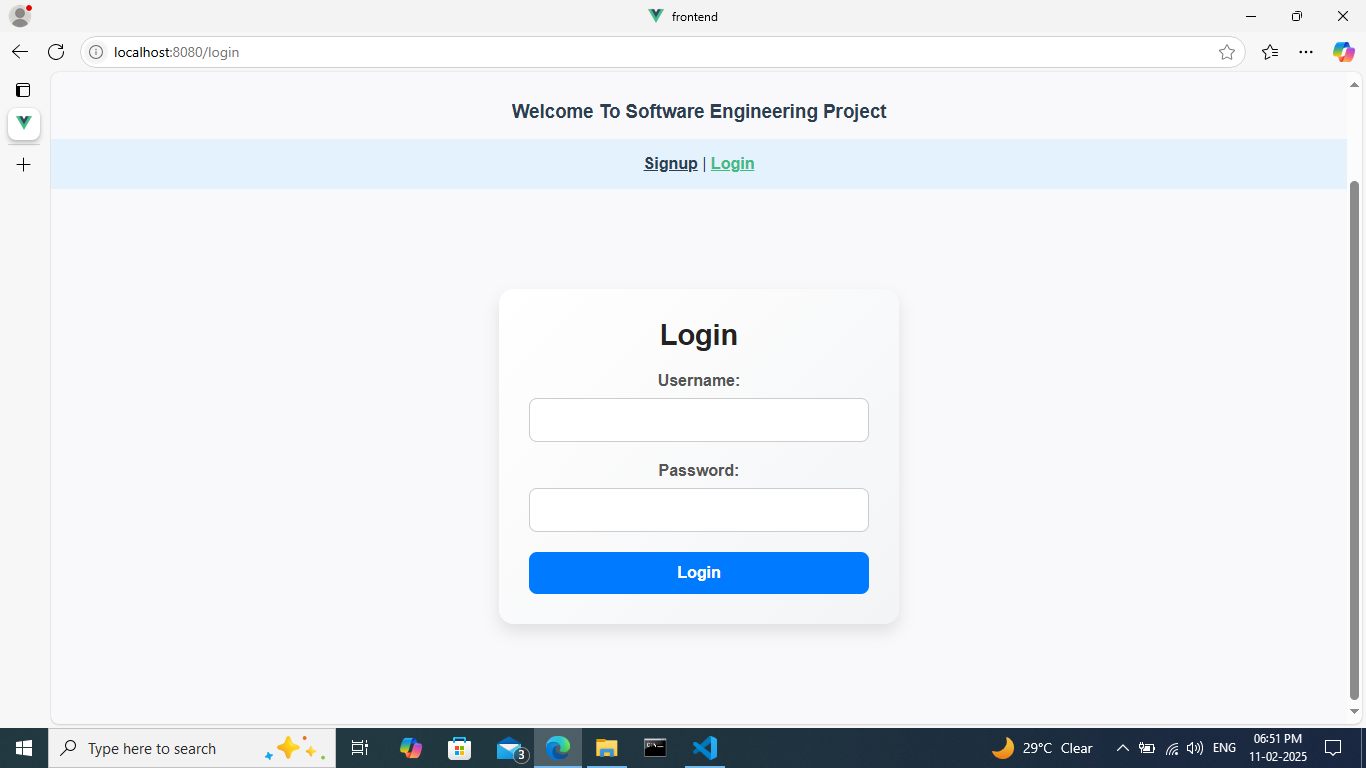 frontend
localhost:8080/login
Welcome To Software Engineering Project
Signup | Login
Login
Username:
Password:
Login
Type here to search
3
29°C Clear
ENG
06:51 PM
11-02-2025